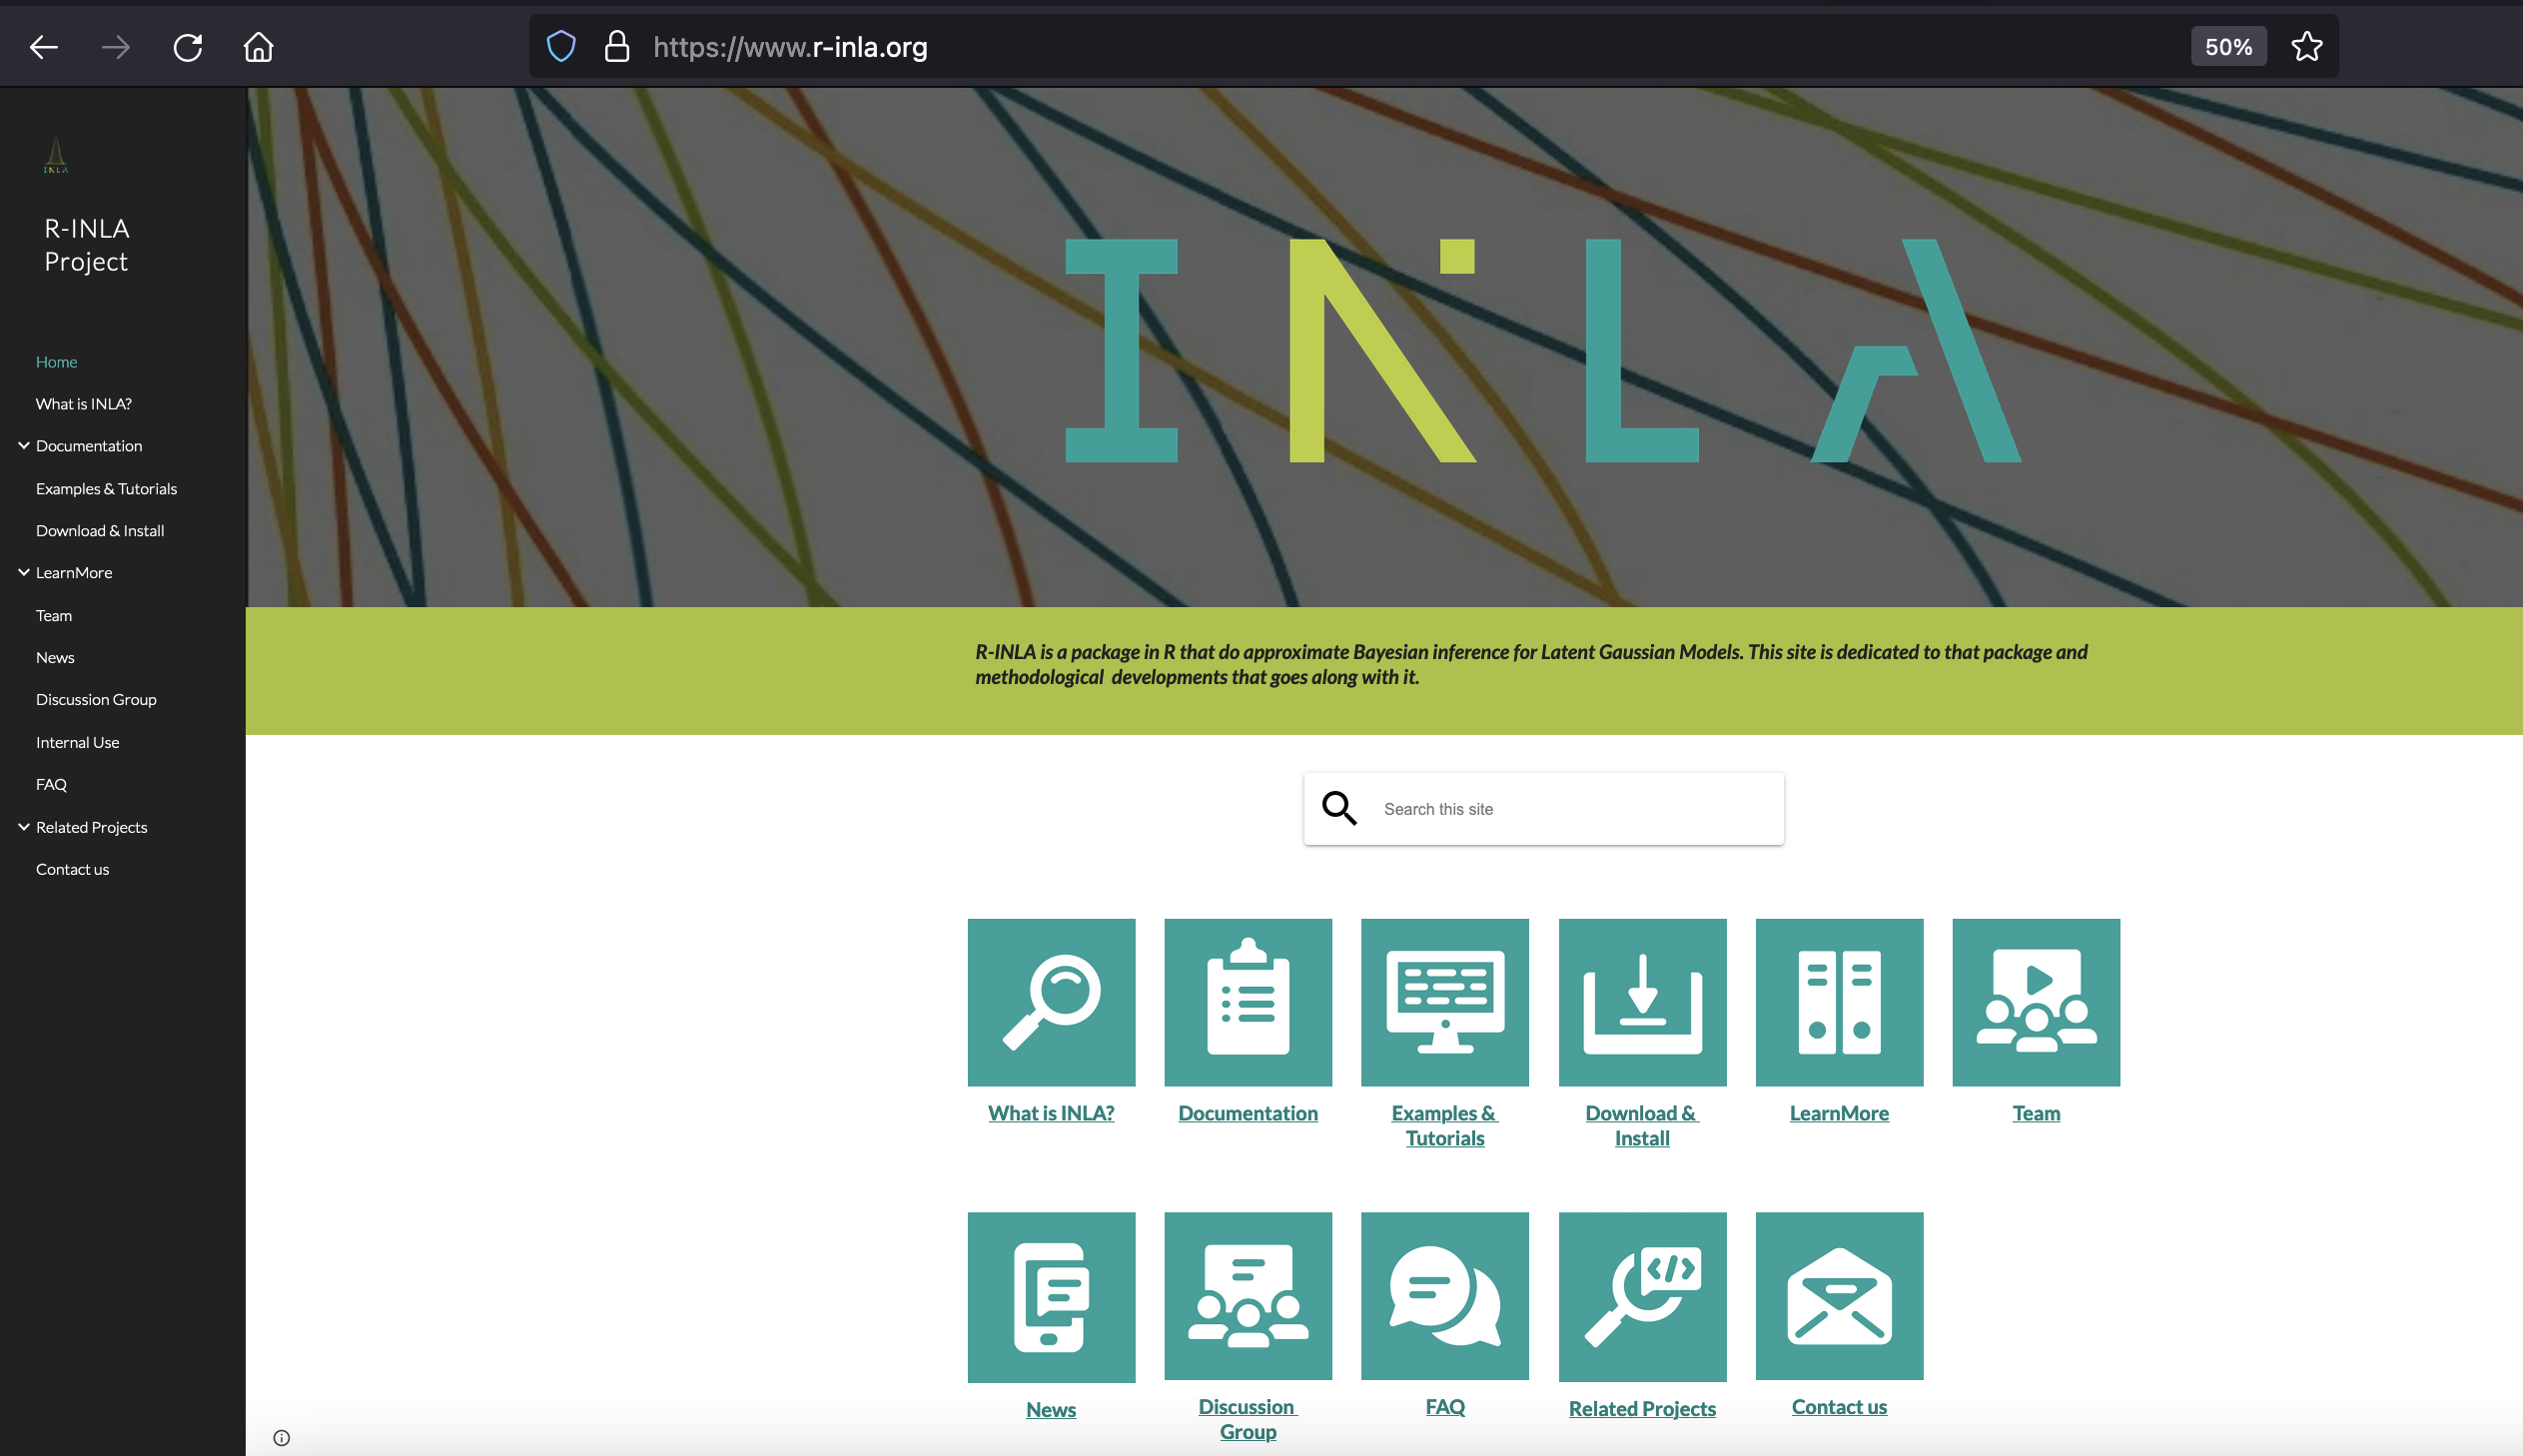 https://www.r-inla.org
50%
INLA
R-INLA
Project
Home
What is INLA?
Documentation
Examples & Tutorials
Download & Install
LearnMore
Team
News
Discussion Group
Internal Use
FAQ
Related Projects
Contact us
INLA
R-INLA is a package in R that do approximate Bayesian inference for Latent Gaussian Models. This site is dedicated to that package and
methodological developments that goes along with it.
Search this site
What is INLA?
Documentation
Examples &
Tutorials
Download &
Install
LearnMore
Team
News
Discussion
Group
FAQ
Related Projects
Contact us